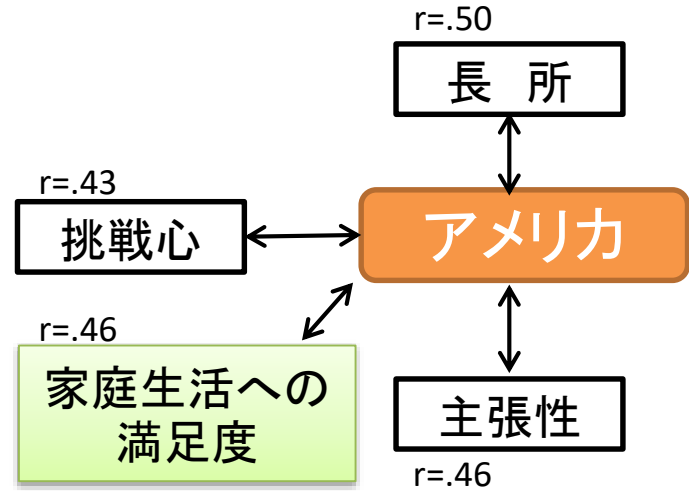 r=.50
長 所
r=.43
挑戦心
アメリカ
r=.46
家庭生活への
満足度
主張性
r=.46